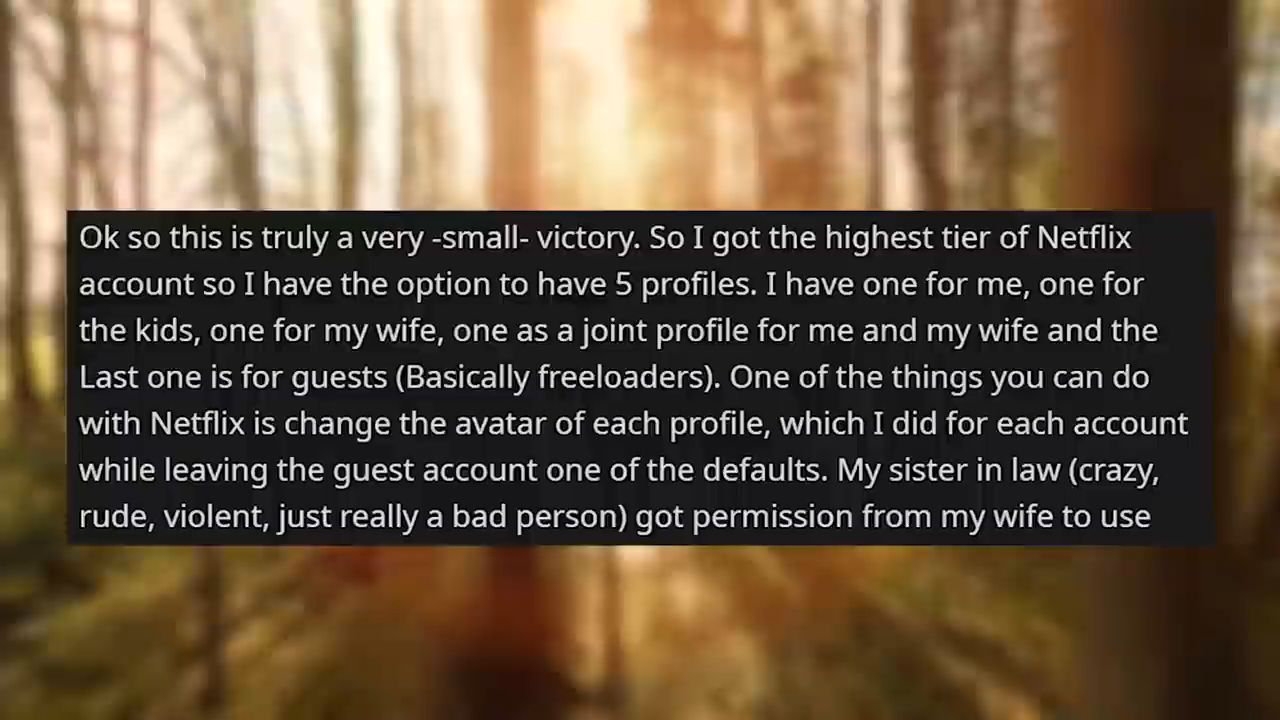 Ok so this is truly a very -small- victory. So I got the highest tier of Netflix
account so I have the option to have 5 profiles. I have one for me, one for
the kids, one for my wife, one as a joint profile for me and my wife and the
Last one is for guests (Basically freeloaders). One of the things you can do
with Netflix is change the avatar of each profile, which I did for each account
while leaving the guest account one of the defaults. My sister in law (crazy,
rude, violent, just really a bad person) got permission from my wife to use